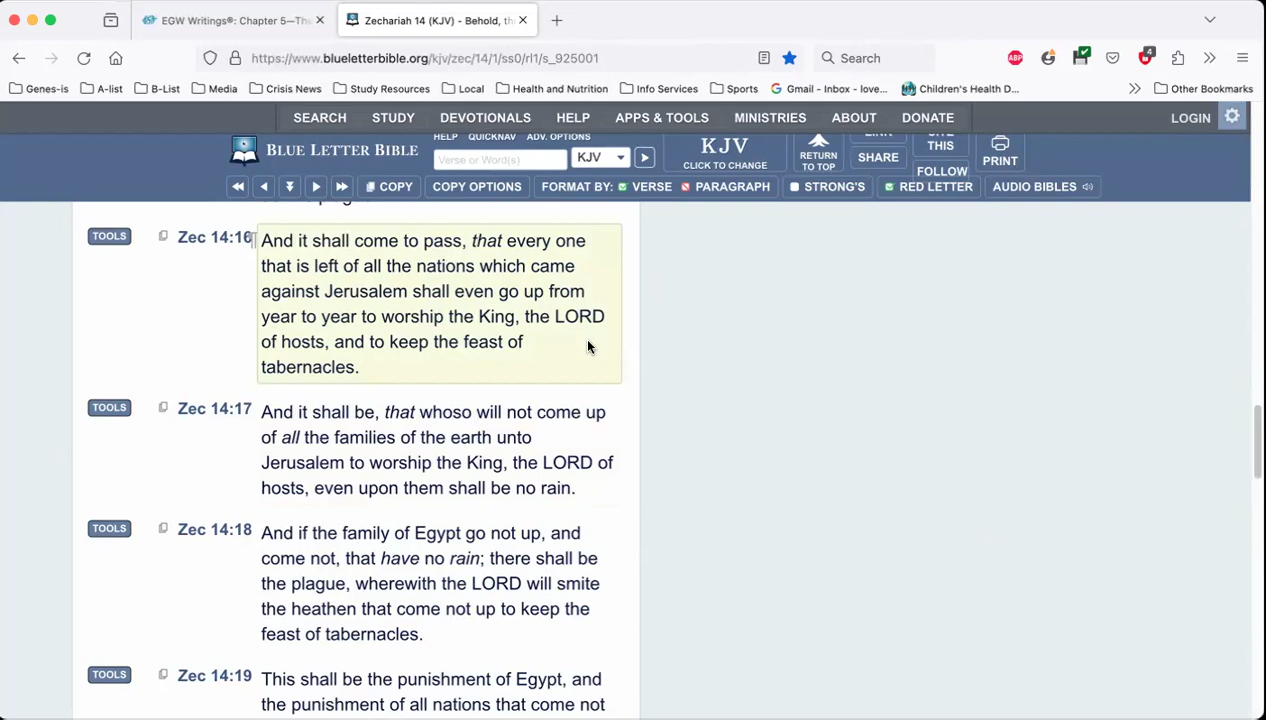 EGW Writings®: Chapter 5—The
Zechariah 14 (KJV) - Behold, th
https://www.blueletterbible.org/kjv/zec/14/1/ss0/rl1/s_925001
Search
ABP
4
Genes-is
A-list
B-List
Media
Crisis News
Study Resources
Local
Health and Nutrition
Info Services
Sports
Gmail - Inbox - love...
Children's Health D...
Other Bookmarks
SEARCH STUDY DEVOTIONALS HELP APPS & TOOLS MINISTRIES ABOUT DONATE LOGIN
HELP QUICKNAV ADV. OPTIONS
BLUE LETTER BIBLE
Verse or Word(s)
KJV
KJV
CLICK TO CHANGE
RETURN
TO TOP
LINK
SHARE
CITE
THIS
FOLLOW
PRINT
COPY COPY OPTIONS FORMAT BY: VERSE PARAGRAPH STRONG'S RED LETTER AUDIO BIBLES
TOOLS Zec 14:16 ¶ And it shall come to pass, that every one
that is left of all the nations which came
against Jerusalem shall even go up from
year to year to worship the King, the LORD
of hosts, and to keep the feast of
tabernacles.
TOOLS Zec 14:17 And it shall be, that whoso will not come up
of all the families of the earth unto
Jerusalem to worship the King, the LORD of
hosts, even upon them shall be no rain.
TOOLS Zec 14:18 And if the family of Egypt go not up, and
come not, that have no rain; there shall be
the plague, wherewith the LORD will smite
the heathen that come not up to keep the
feast of tabernacles.
TOOLS Zec 14:19 This shall be the punishment of Egypt, and
the punishment of all nations that come not